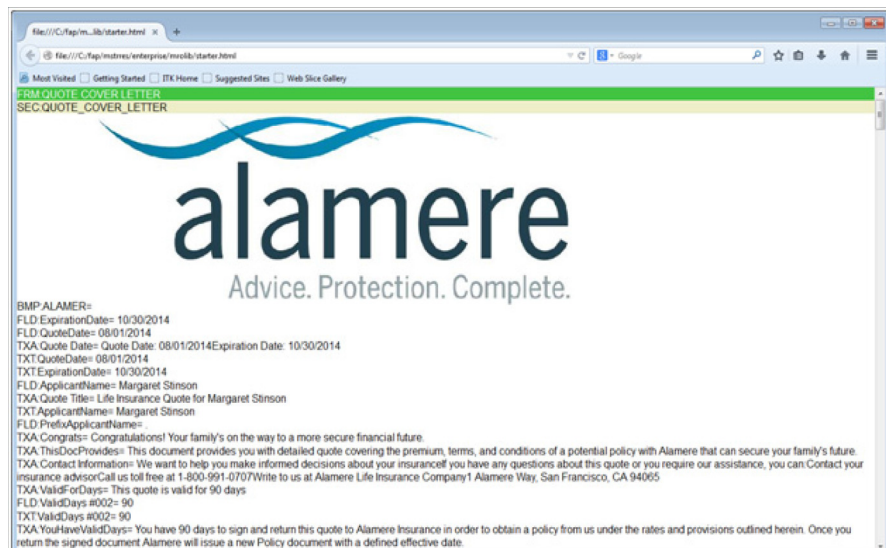 file:///C:/fap/m...lib/starter.html × +
file:///C:/fap/mstrres/enterprise/mrolib/starter.html Google
Most Visited Getting Started ITK Home Suggested Sites Web Slice Gallery
FRM:QUOTE COVER LETTER
SEC:QUOTE_COVER_LETTER
alamere
Advice. Protection. Complete.
BMP:ALAMER=
FLD:ExpirationDate= 10/30/2014
FLD:QuoteDate= 08/01/2014
TXA:Quote Date= Quote Date: 08/01/2014Expiration Date: 10/30/2014
TXT:QuoteDate= 08/01/2014
TXT:ExpirationDate= 10/30/2014
FLD:ApplicantName= Margaret Stinson
TXA:Quote Title= Life Insurance Quote for Margaret Stinson
TXT:ApplicantName= Margaret Stinson
FLD:PrefixApplicantName= .
TXA:Congrats= Congratulations! Your family's on the way to a more secure financial future.
TXA:ThisDocProvides= This document provides you with detailed quote covering the premium, terms, and conditions of a potential policy with Alamere that can secure your family's future.
TXA:Contact Information= We want to help you make informed decisions about your insuranceIf you have any questions about this quote or you require our assistance, you can:Contact your
insurance advisorCall us toll free at 1-800-991-0707Write to us at Alamere Life Insurance Company1 Alamere Way, San Francisco, CA 94065
TXA:ValidForDays= This quote is valid for 90 days
FLD:ValidDays #002= 90
TXT:ValidDays #002= 90
TXA:YouHaveValidDays= You have 90 days to sign and return this quote to Alamere Insurance in order to obtain a policy from us under the rates and provisions outlined herein. Once you
return the signed document Alamere will issue a new Policy document with a defined effective date.